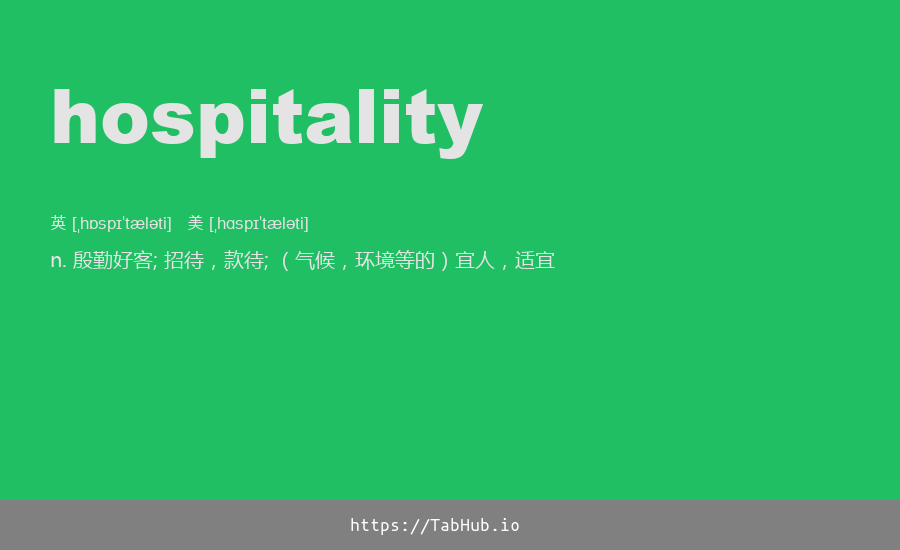 hospitality
英 [ˌhɒspɪˈtæləti] 美 [ˌhɑspɪˈtæləti]
n. 殷勤好客; 招待，款待; （气候，环境等的）宜人，适宜
https://TabHub.io